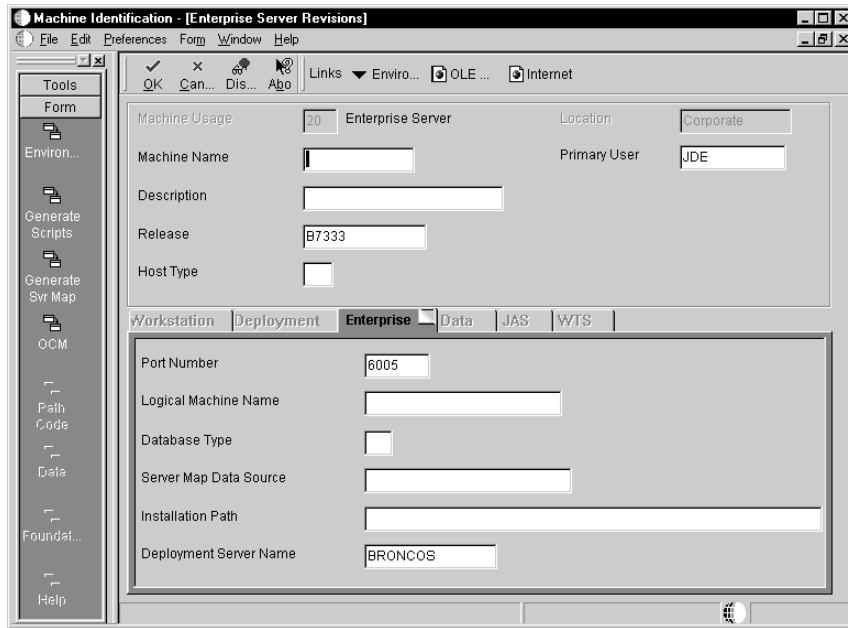 Machine Identification - [Enterprise Server Revisions]
File Edit Preferences Form Window Help
OK Can... Dis... Abo Links Enviro... OLE ... Internet
Tools
Form
Environ...
Generate
Scripts
Generate
Svr Map
OCM
Path
Code
Data
Foundat...
Help
Machine Usage 20 Enterprise Server Location Corporate
Machine Name Primary User JDE
Description
Release B7333
Host Type
Workstation Deployment Enterprise Data JAS WTS
Port Number 6005
Logical Machine Name
Database Type
Server Map Data Source
Installation Path
Deployment Server Name BRONCOS